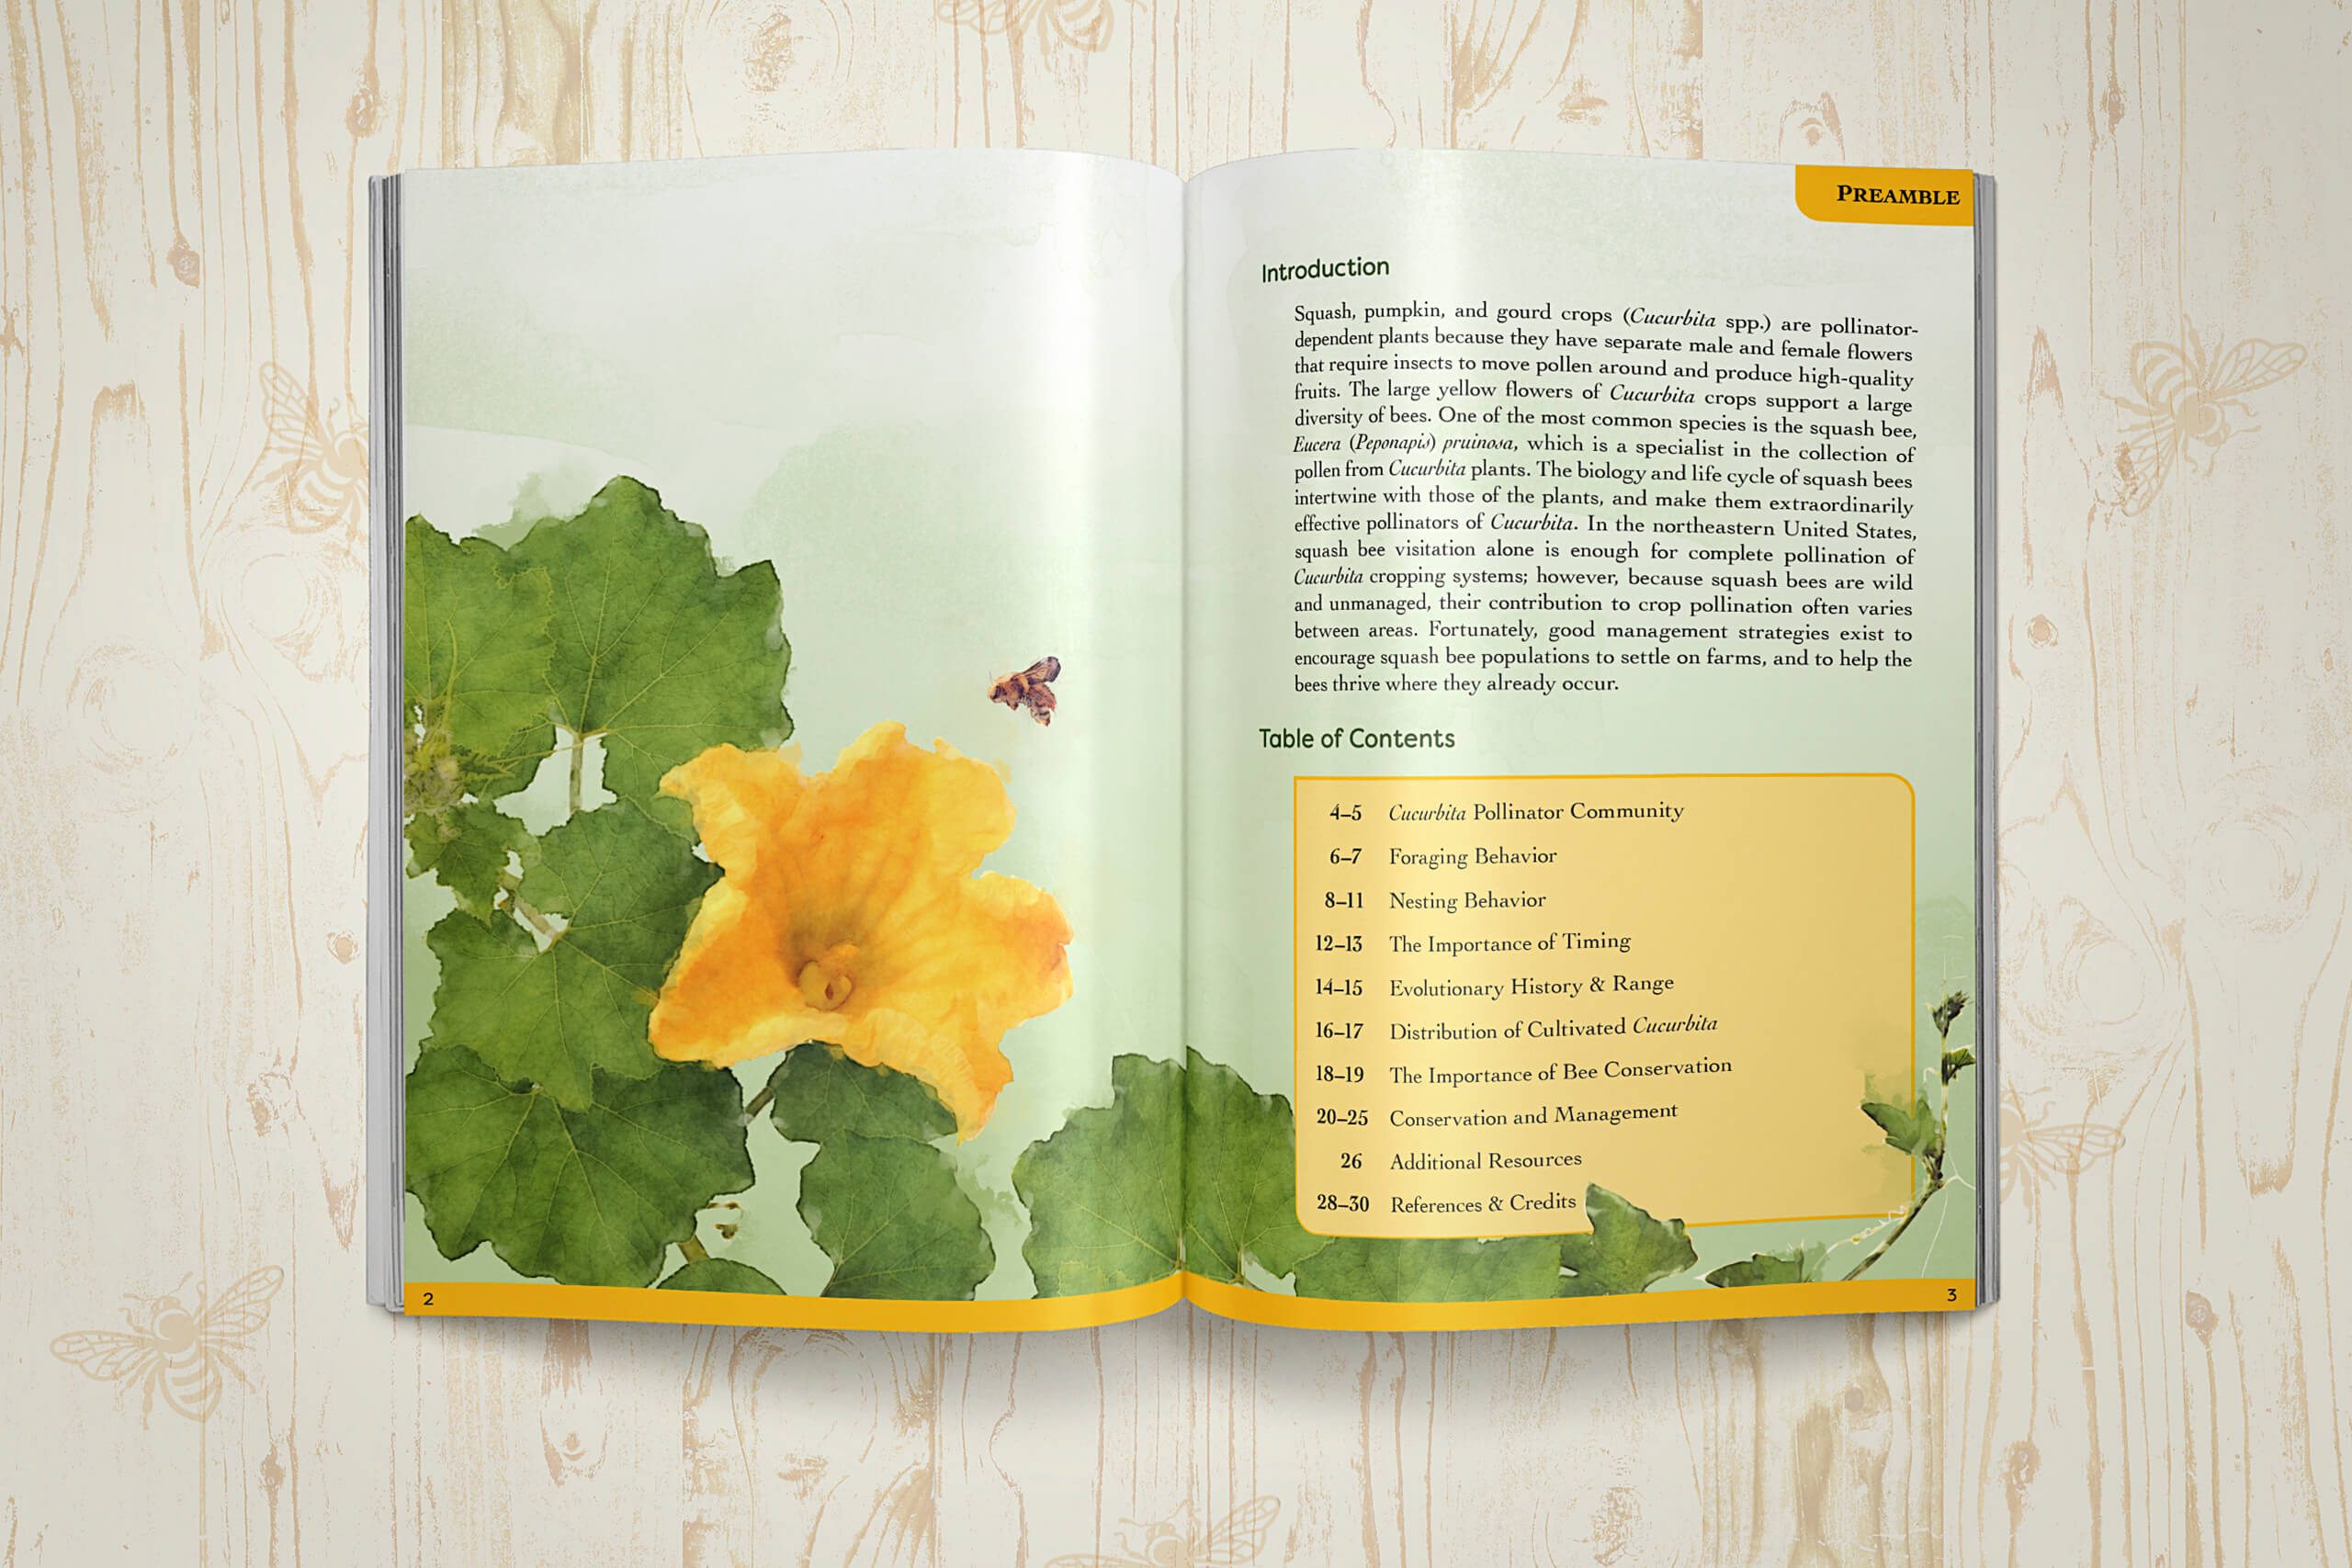 PREAMBLE
Introduction
Squash, pumpkin, and gourd crops (Cucurbita spp.) are pollinator-
dependent plants because they have separate male and female flowers
that require insects to move pollen around and produce high-quality
fruits. The large yellow flowers of Cucurbita crops support a large
diversity of bees. One of the most common species is the squash bee,
Eucera (Peponapis) pruinosa, which is a specialist in the collection of
pollen from Cucurbita plants. The biology and life cycle of squash bees
intertwine with those of the plants, and make them extraordinarily
effective pollinators of Cucurbita. In the northeastern United States,
squash bee visitation alone is enough for complete pollination of
Cucurbita cropping systems; however, because squash bees are wild
and unmanaged, their contribution to crop pollination often varies
between areas. Fortunately, good management strategies exist to
encourage squash bee populations to settle on farms, and to help the
bees thrive where they already occur.
Table of Contents
4–5 Cucurbita Pollinator Community
6–7 Foraging Behavior
8–11 Nesting Behavior
12–13 The Importance of Timing
14–15 Evolutionary History & Range
16–17 Distribution of Cultivated Cucurbita
18–19 The Importance of Bee Conservation
20–25 Conservation and Management
26 Additional Resources
28–30 References & Credits
2
3